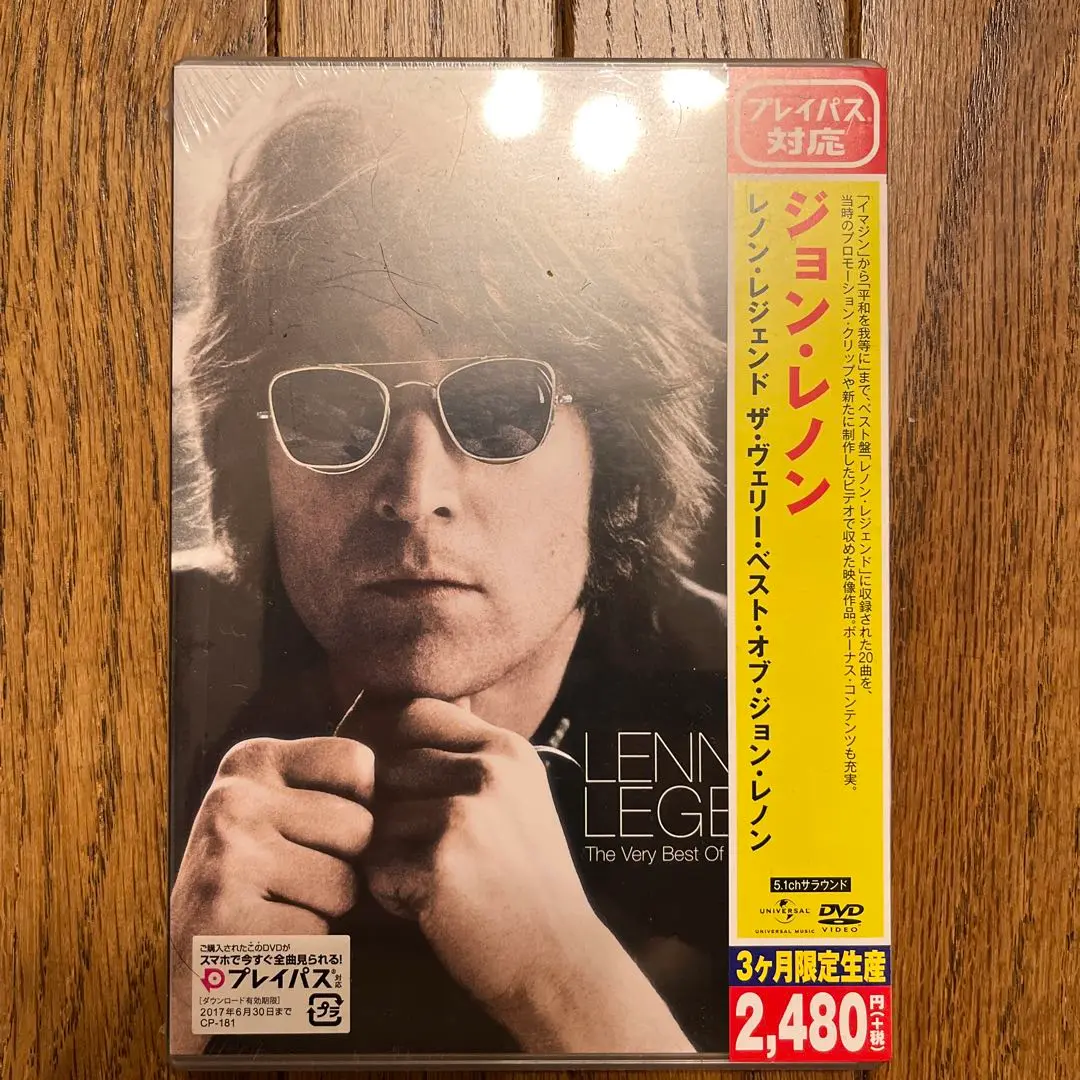 プレイパス®
対応
「イマジン」から「平和を我等に」まで、ベスト盤「レノン・レジェンド」に収録された20曲を、
当時のプロモーション・クリップや新たに制作したビデオで収めた映像作品。ボーナス・コンテンツも充実。
ジョン・レノン
レノン・レジェンド ザ・ヴェリー・ベスト・オブ・ジョン・レノン
LENN
LEGE
The Very Best Of
5.1chサラウンド
UNIVERSAL
UNIVERSAL MUSIC
DVD
VIDEO
3ヶ月限定生産
2,480円(+税)
ご購入されたこのDVDが
スマホで今すぐ全曲見られる!
プレイパス®対応
[ダウンロード有効期限]
2017年6月30日まで
CP-181
プラ